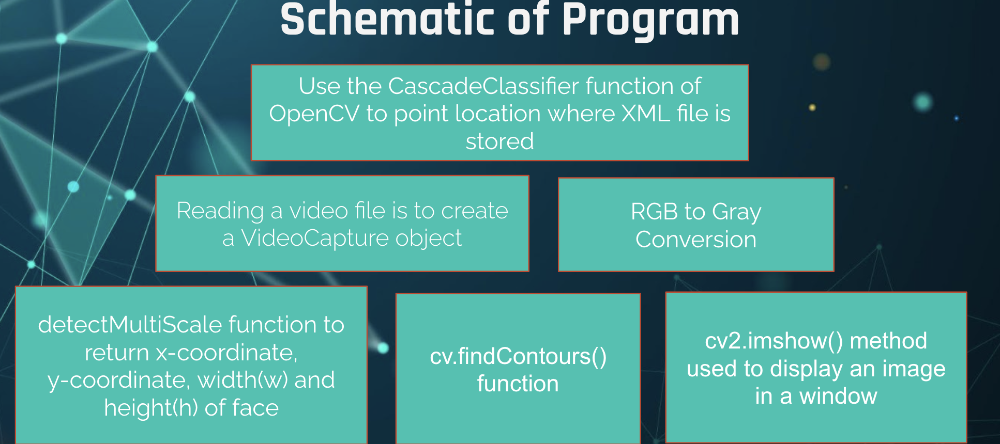 Schematic of Program
Use the CascadeClassifier function of
OpenCV to point location where XML file is
stored
Reading a video file is to create
a VideoCapture object
RGB to Gray
Conversion
detectMultiScale function to
return x-coordinate,
y-coordinate, width(w) and
height(h) of face
cv.findContours()
function
cv2.imshow() method
used to display an image
in a window